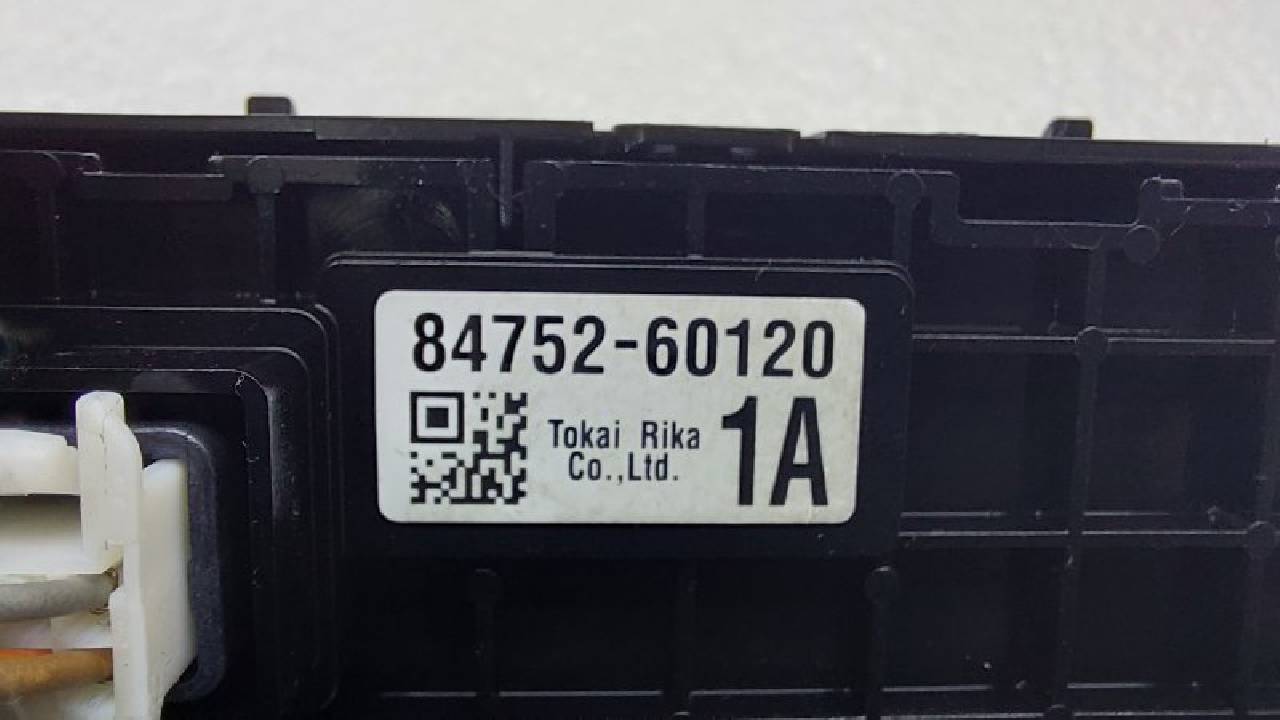 84752-60120
Tokai Rika
Co.,Ltd.
1A